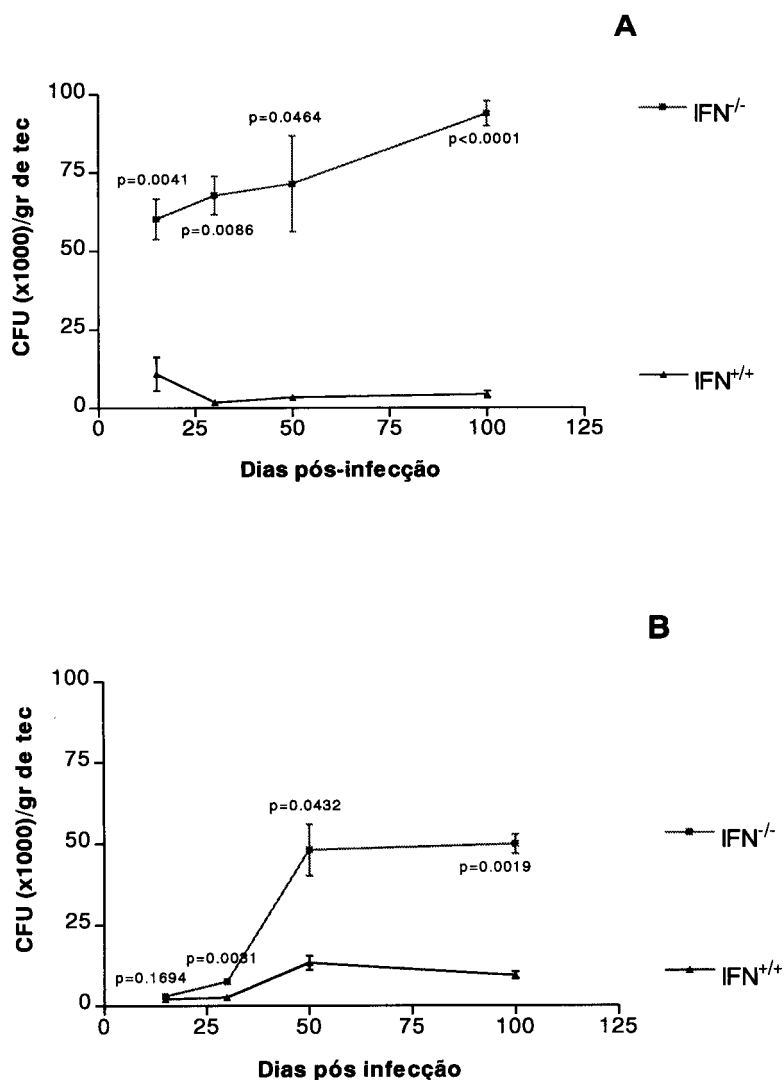 A
CFU (x1000)/gr de tec
100
75
50
25
0
p=0.0041
p=0.0086
p=0.0464
p<0.0001
IFN-/-
IFN+/+
0 25 50 75 100 125
Dias pós-infecção
B
CFU (x1000)/gr de tec
100
75
50
25
0
p=0.1694
p=0.0031
p=0.0432
p=0.0019
IFN-/-
IFN+/+
0 25 50 75 100 125
Dias pós infecção